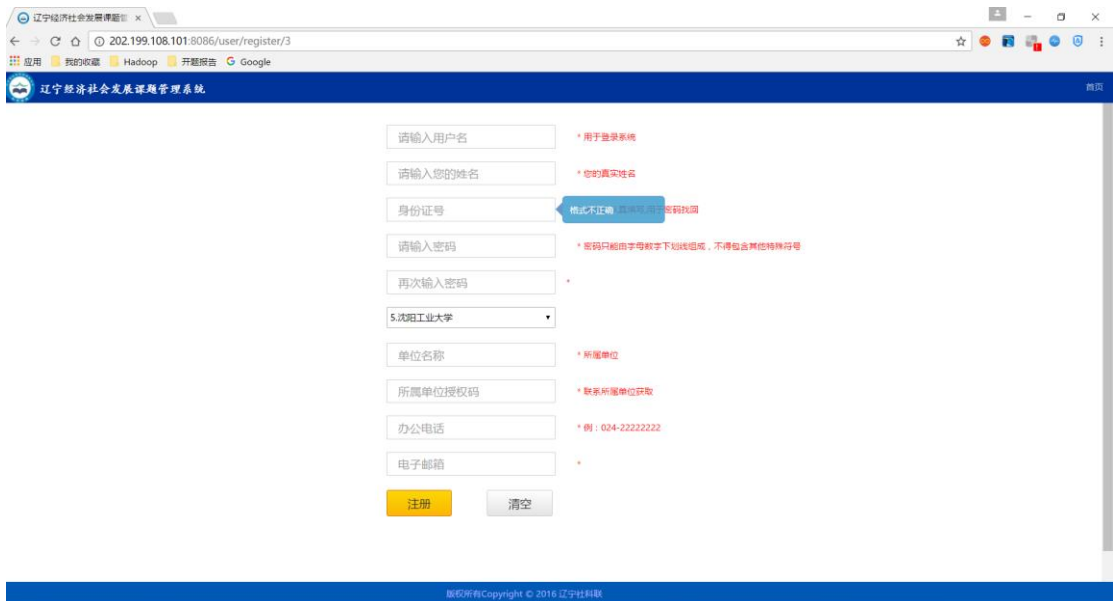 辽宁经济社会发展课题管
202.199.108.101:8086/user/register/3
应用 我的收藏 Hadoop 开题报告 G Google
辽宁经济社会发展课题管理系统 首页
请输入用户名 * 用于登录系统
请输入您的姓名 * 您的真实姓名
身份证号 格式不正确 密码找回
请输入密码 * 密码只能由字母数字下划线组成，不得包含其他特殊符号
再次输入密码 *
5.沈阳工业大学
单位名称 * 所属单位
所属单位授权码 * 联系所属单位获取
办公电话 * 例：024-22222222
电子邮箱 *
注册 清空
版权所有Copyright © 2016 辽宁社科联